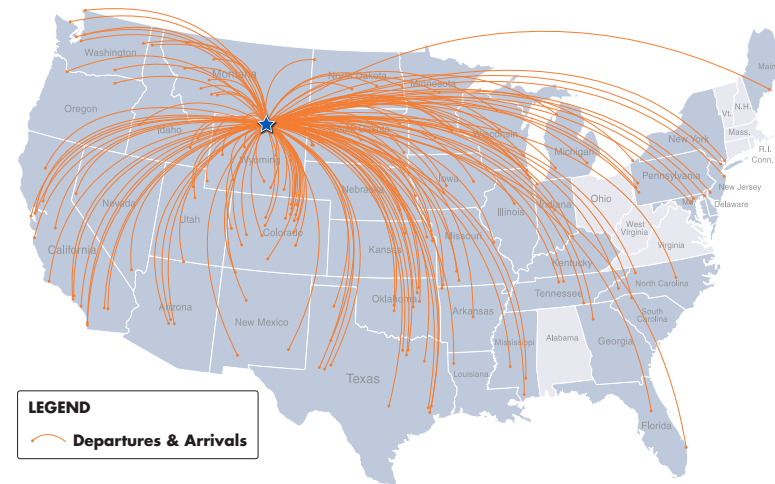 Washington
Montana
North Dakota
Minnesota
Maine
Oregon
Idaho
Wisconsin
Michigan
New York
Vt.
N.H.
Mass.
R.I.
Conn.
Wyoming
Nebraska
Iowa
Pennsylvania
New Jersey
Nevada
Utah
Colorado
Illinois
Indiana
Ohio
Delaware
California
Kansas
Missouri
West
Virginia
Virginia
Kentucky
Arizona
New Mexico
Oklahoma
Arkansas
Tennessee
North Carolina
South
Carolina
Mississippi
Alabama
Georgia
Texas
Louisiana
Florida
LEGEND
Departures & Arrivals